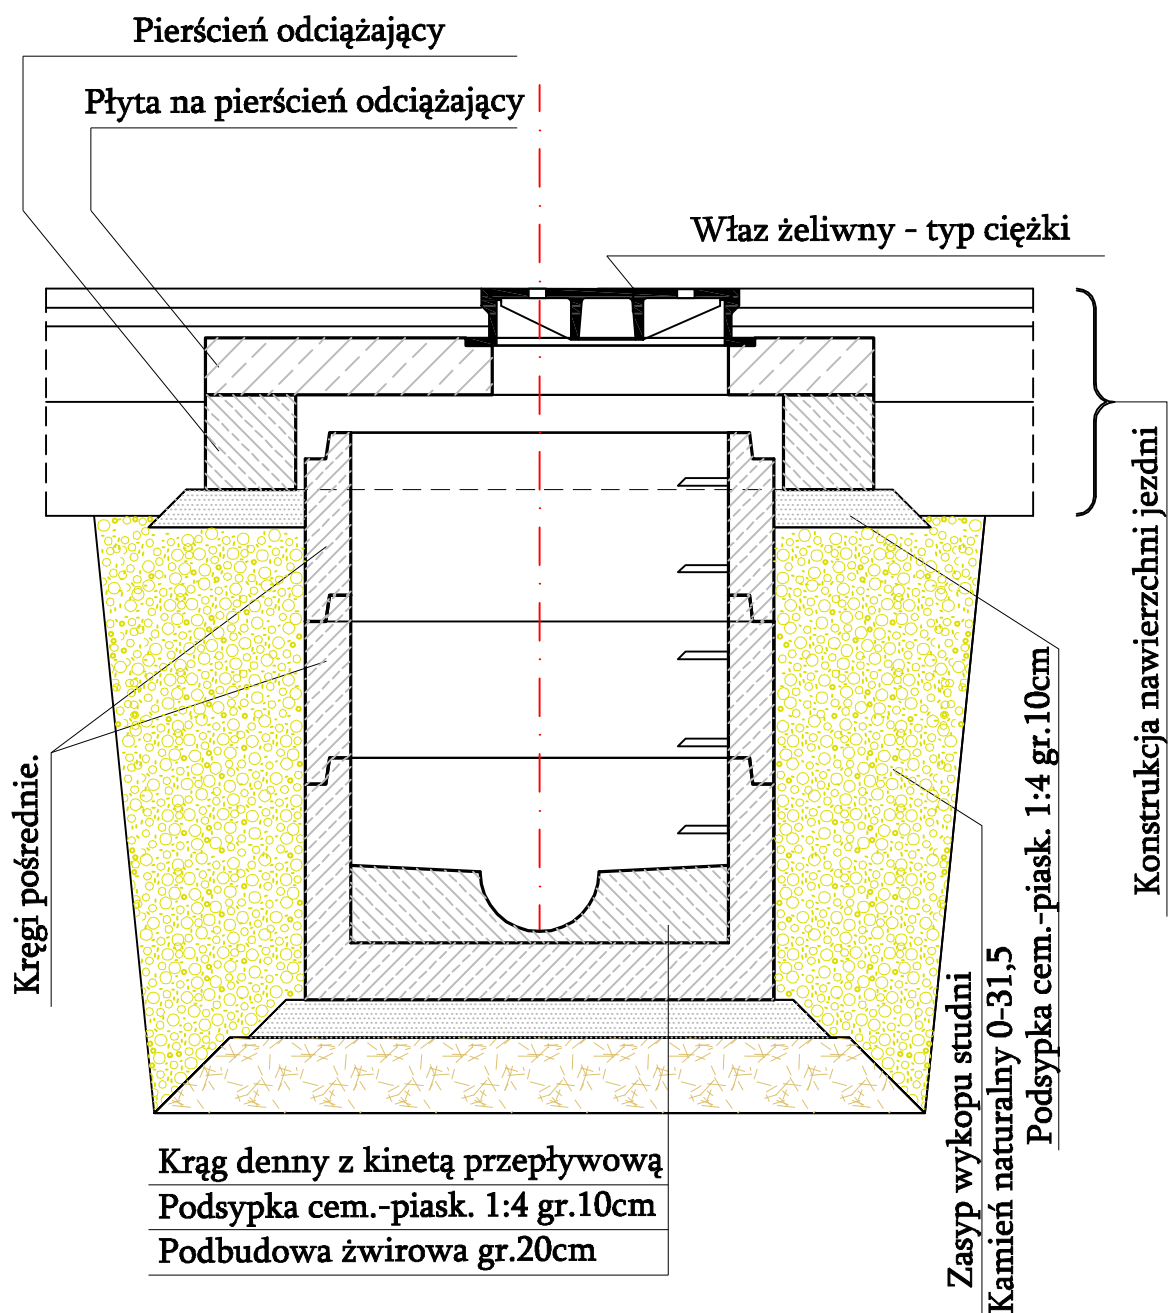 Pierścień odciążający
Płyta na pierścień odciążający
Właz żeliwny - typ ciężki
Konstrukcja nawierzchni jezdni
Podsypka cem.-piask. 1:4 gr.10cm
Kręgi pośrednie.
Zasyp wykopu studni
Kamień naturalny 0-31,5
Krąg denny z kinetą przepływową
Podsypka cem.-piask. 1:4 gr.10cm
Podbudowa żwirowa gr.20cm